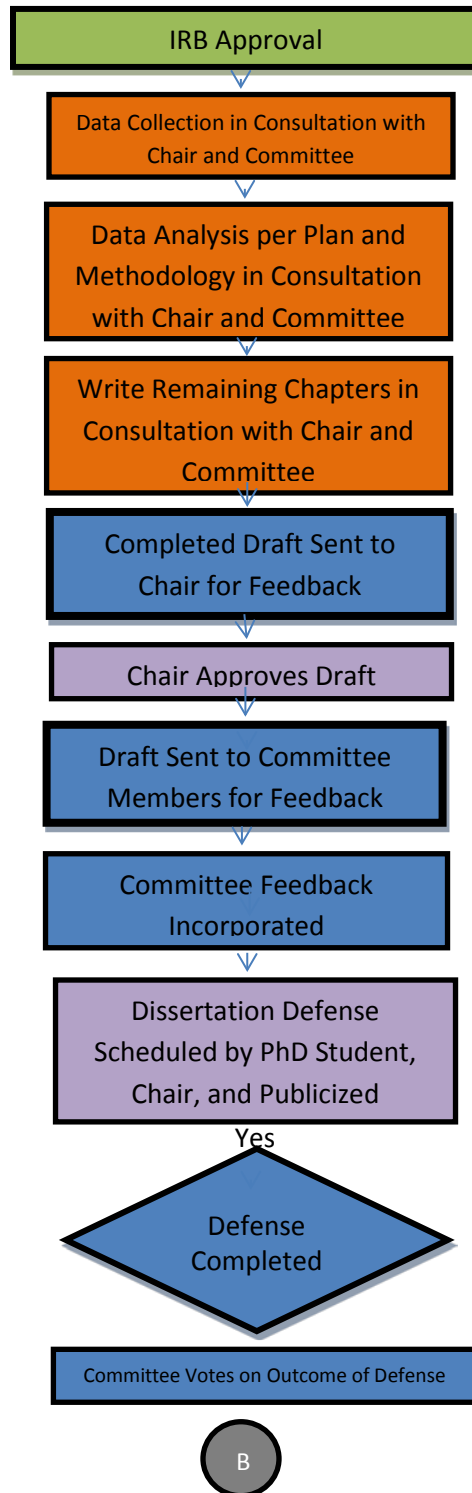 IRB Approval
Data Collection in Consultation with
Chair and Committee
Data Analysis per Plan and
Methodology in Consultation
with Chair and Committee
Write Remaining Chapters in
Consultation with Chair and
Committee
Completed Draft Sent to
Chair for Feedback
Chair Approves Draft
Draft Sent to Committee
Members for Feedback
Committee Feedback
Incorporated
Dissertation Defense
Scheduled by PhD Student,
Chair, and Publicized
Yes
Defense
Completed
Committee Votes on Outcome of Defense
B